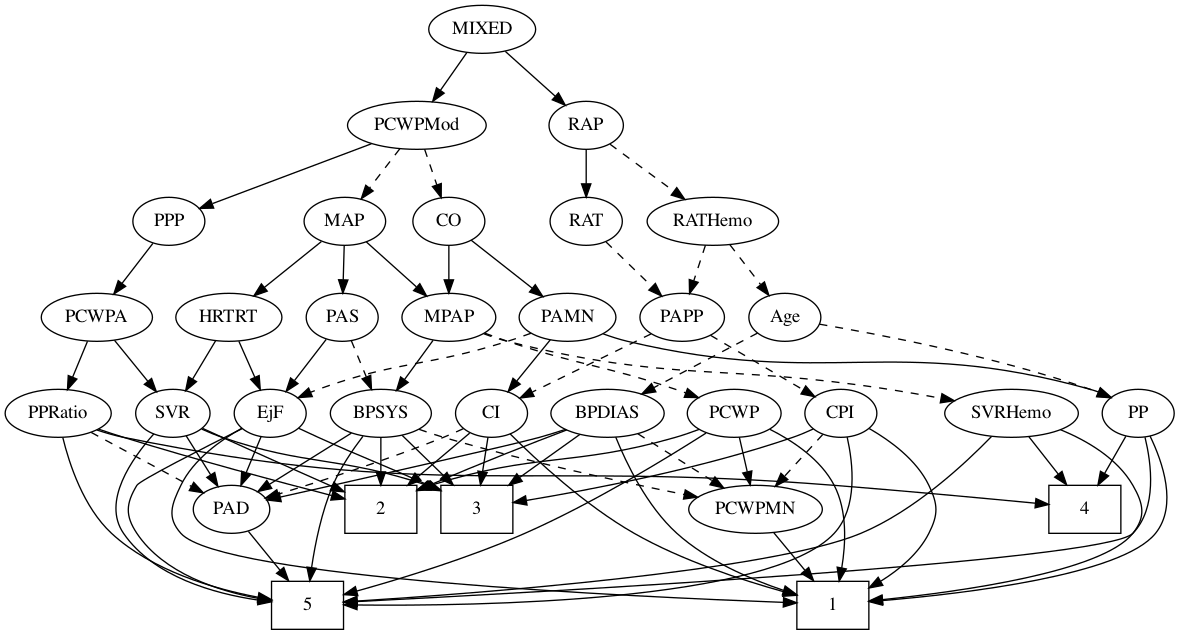 MIXED
PCWPMod RAP
PPP MAP CO RAT RATHemo
PCWPA HRTRT PAS MPAP PAMN PAPP Age
PPRatio SVR EjF BPSYS CI BPDIAS PCWP CPI SVRHemo PP
PAD 2 3 PCWPMN 4
5 1